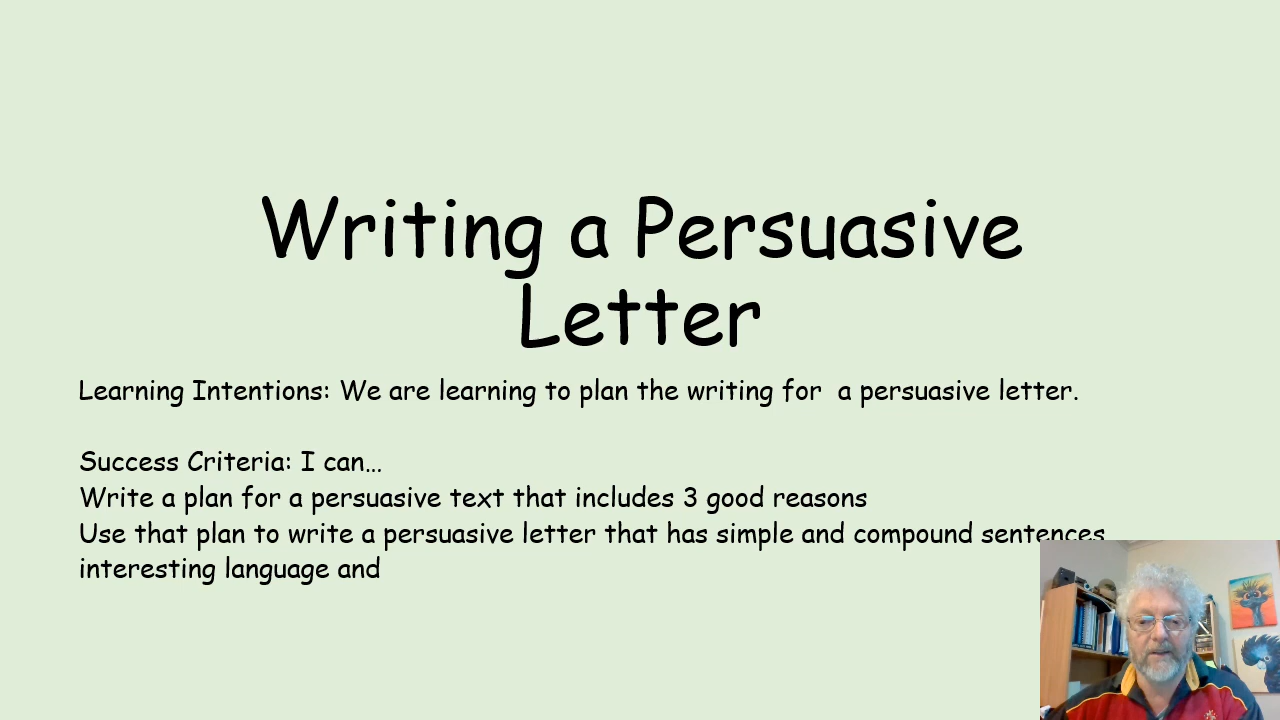 Writing a Persuasive
Letter
Learning Intentions: We are learning to plan the writing for  a persuasive letter.
Success Criteria: I can…
Write a plan for a persuasive text that includes 3 good reasons
Use that plan to write a persuasive letter that has simple and compound sentences
interesting language and